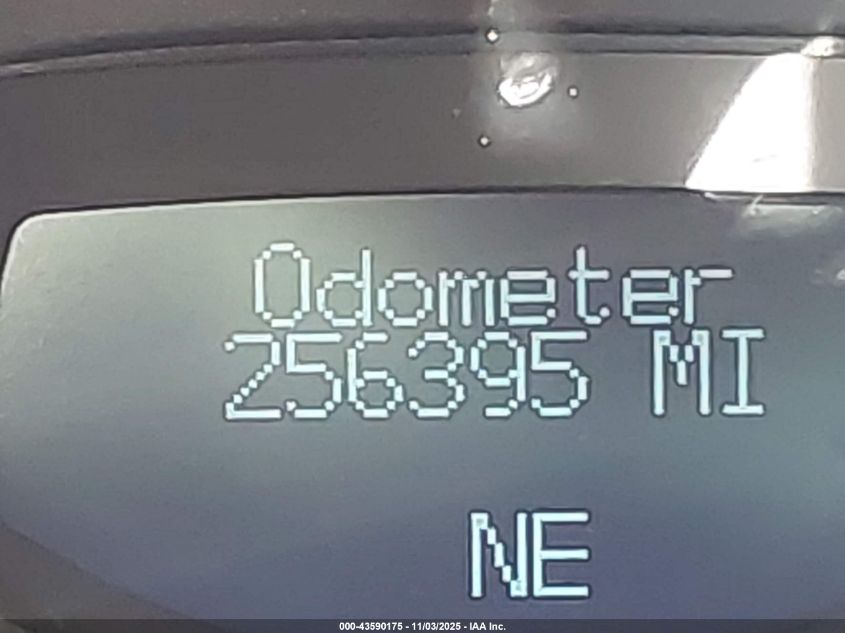 Odometer
256395 MI
NE
000-43590175 - 11/03/2025 - IAA Inc.